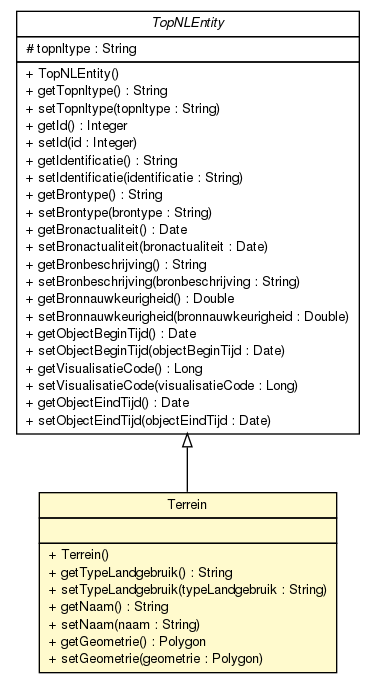 TopNLEntity
# topnltype : String
+ TopNLEntity()
+ getTopnltype() : String
+ setTopnltype(topnltype : String)
+ getId() : Integer
+ setId(id : Integer)
+ getIdentificatie() : String
+ setIdentificatie(identificatie : String)
+ getBrontype() : String
+ setBrontype(brontype : String)
+ getBronactualiteit() : Date
+ setBronactualiteit(bronactualiteit : Date)
+ getBronbeschrijving() : String
+ setBronbeschrijving(bronbeschrijving : String)
+ getBronnauwkeurigheid() : Double
+ setBronnauwkeurigheid(bronnauwkeurigheid : Double)
+ getObjectBeginTijd() : Date
+ setObjectBeginTijd(objectBeginTijd : Date)
+ getVisualisatieCode() : Long
+ setVisualisatieCode(visualisatieCode : Long)
+ getObjectEindTijd() : Date
+ setObjectEindTijd(objectEindTijd : Date)
Terrein
+ Terrein()
+ getTypeLandgebruik() : String
+ setTypeLandgebruik(typeLandgebruik : String)
+ getNaam() : String
+ setNaam(naam : String)
+ getGeometrie() : Polygon
+ setGeometrie(geometrie : Polygon)